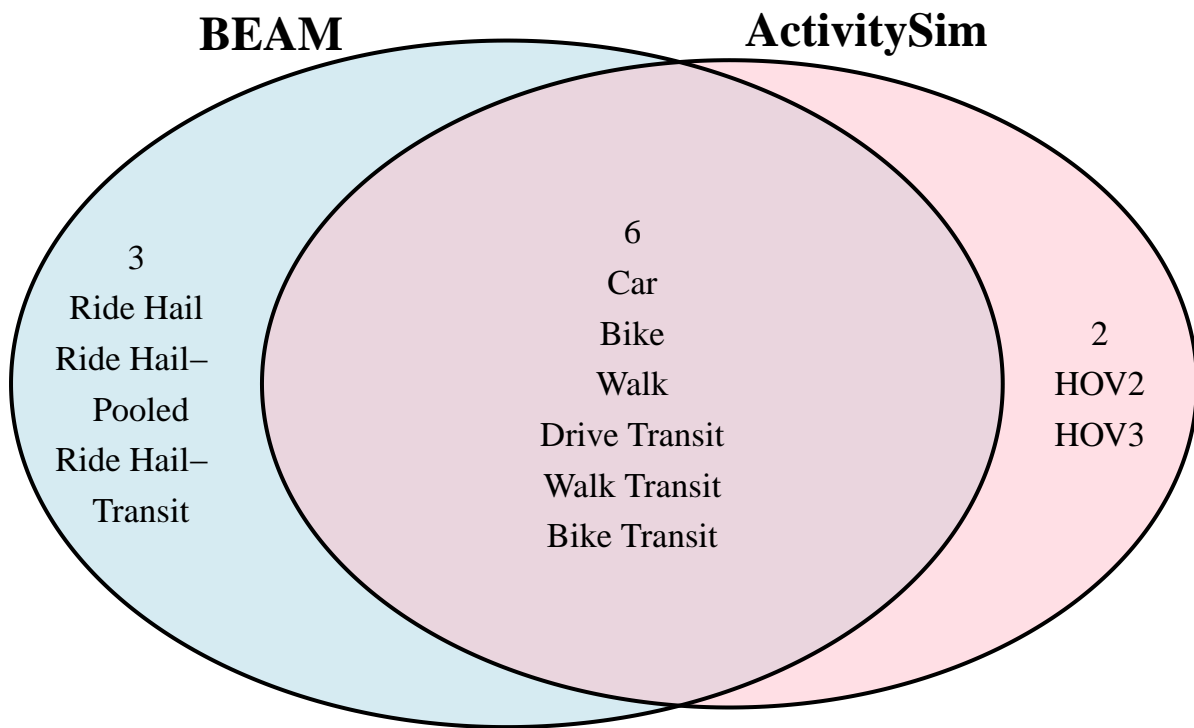 BEAM
ActivitySim
3
Ride Hail
Ride Hail–
Pooled
Ride Hail–
Transit
6
Car
Bike
Walk
Drive Transit
Walk Transit
Bike Transit
2
HOV2
HOV3